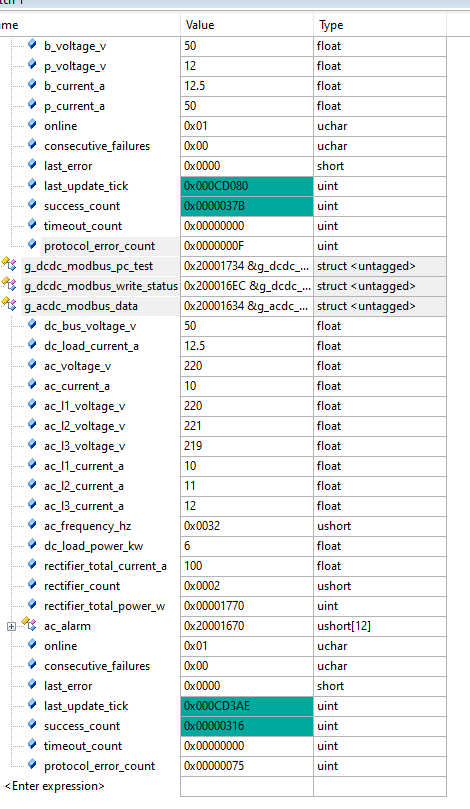 ame Value Type
b_voltage_v 50 float
p_voltage_v 12 float
b_current_a 12.5 float
p_current_a 50 float
online 0x01 uchar
consecutive_failures 0x00 uchar
last_error 0x0000 short
last_update_tick 0x000CD080 uint
success_count 0x0000037B uint
timeout_count 0x00000000 uint
protocol_error_count 0x0000000F uint
g_dcdc_modbus_pc_test 0x20001734 &g_dcdc_... struct <untagged>
g_dcdc_modbus_write_status 0x200016EC &g_dcdc_... struct <untagged>
g_acdc_modbus_data 0x20001634 &g_acdc_... struct <untagged>
dc_bus_voltage_v 50 float
dc_load_current_a 12.5 float
ac_voltage_v 220 float
ac_current_a 10 float
ac_l1_voltage_v 220 float
ac_l2_voltage_v 221 float
ac_l3_voltage_v 219 float
ac_l1_current_a 10 float
ac_l2_current_a 11 float
ac_l3_current_a 12 float
ac_frequency_hz 0x0032 ushort
dc_load_power_kw 6 float
rectifier_total_current_a 100 float
rectifier_count 0x0002 ushort
rectifier_total_power_w 0x00001770 uint
ac_alarm 0x20001670 ushort[12]
online 0x01 uchar
consecutive_failures 0x00 uchar
last_error 0x0000 short
last_update_tick 0x000CD3AE uint
success_count 0x00000316 uint
timeout_count 0x00000000 uint
protocol_error_count 0x00000075 uint
<Enter expression>